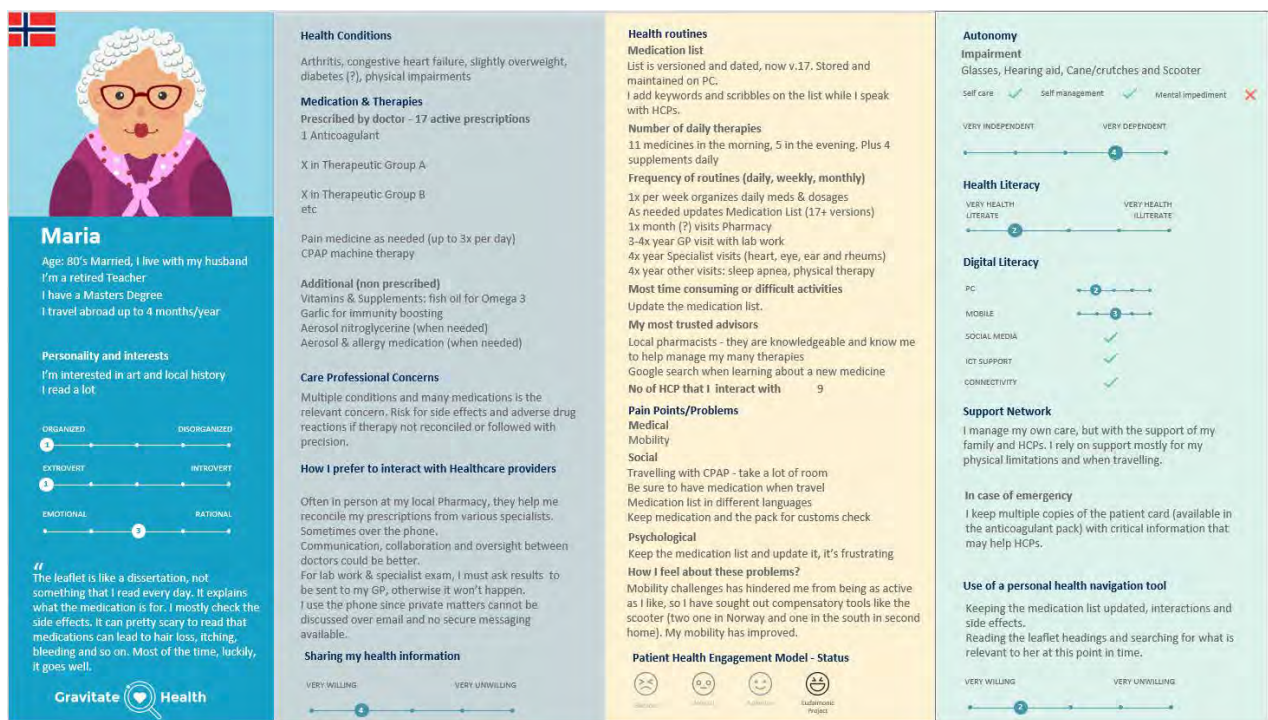 Maria
Age: 80's Married, I live with my husband
I'm a retired Teacher
I have a Masters Degree
I travel abroad up to 4 months/year
Personality and interests
I'm interested in art and local history
I read a lot
ORGANIZED DISORGANIZED
1
EXTROVERT INTROVERT
1
EMOTIONAL RATIONAL
3
“
The leaflet is like a dissertation, not
something that I read every day. It explains
what the medication is for. I mostly check the
side effects. It can pretty scary to read that
medications can lead to hair loss, itching,
bleeding and so on. Most of the time, luckily,
it goes well.
Gravitate Health
Health Conditions
Arthritis, congestive heart failure, slightly overweight,
diabetes (?), physical impairments
Medication & Therapies
Prescribed by doctor - 17 active prescriptions
1 Anticoagulant
X in Therapeutic Group A
X in Therapeutic Group B
etc
Pain medicine as needed (up to 3x per day)
CPAP machine therapy
Additional (non prescribed)
Vitamins & Supplements: fish oil for Omega 3
Garlic for immunity boosting
Aerosol nitroglycerine (when needed)
Aerosol & allergy medication (when needed)
Care Professional Concerns
Multiple conditions and many medications is the
relevant concern. Risk for side effects and adverse drug
reactions if therapy not reconciled or followed with
precision.
How I prefer to interact with Healthcare providers
Often in person at my local Pharmacy, they help me
reconcile my prescriptions from various specialists.
Sometimes over the phone.
Communication, collaboration and oversight between
doctors could be better.
For lab work & specialist exam, I must ask results to
be sent to my GP, otherwise it won't happen.
I use the phone since private matters cannot be
discussed over email and no secure messaging
available.
Sharing my health information
VERY WILLING VERY UNWILLING
4
Health routines
Medication list
List is versioned and dated, now v.17. Stored and
maintained on PC.
I add keywords and scribbles on the list while I speak
with HCPs.
Number of daily therapies
11 medicines in the morning, 5 in the evening. Plus 4
supplements daily
Frequency of routines (daily, weekly, monthly)
1x per week organizes daily meds & dosages
As needed updates Medication List (17+ versions)
1x month (?) visits Pharmacy
3-4x year GP visit with lab work
4x year Specialist visits (heart, eye, ear and rheums)
4x year other visits: sleep apnea, physical therapy
Most time consuming or difficult activities
Update the medication list.
My most trusted advisors
Local pharmacists - they are knowledgeable and know me
to help manage my many therapies
Google search when learning about a new medicine
No of HCP that I interact with 9
Pain Points/Problems
Medical
Mobility
Social
Travelling with CPAP - take a lot of room
Be sure to have medication when travel
Medication list in different languages
Keep medication and the pack for customs check
Psychological
Keep the medication list and update it, it's frustrating
How I feel about these problems?
Mobility challenges has hindered me from being as active
as I like, so I have sought out compensatory tools like the
scooter (two one in Norway and one in the south in second
home). My mobility has improved.
Patient Health Engagement Model - Status
Eudaimonic
Project
Autonomy
Impairment
Glasses, Hearing aid, Cane/crutches and Scooter
Self care Self management Mental impediment
VERY INDEPENDENT VERY DEPENDENT
4
Health Literacy
VERY HEALTH LITERATE VERY HEALTH ILLITERATE
2
Digital Literacy
PC 2
MOBILE 3
SOCIAL MEDIA
ICT SUPPORT
CONNECTIVITY
Support Network
I manage my own care, but with the support of my
family and HCPs. I rely on support mostly for my
physical limitations and when travelling.
In case of emergency
I keep multiple copies of the patient card (available in
the anticoagulant pack) with critical information that
may help HCPs.
Use of a personal health navigation tool
Keeping the medication list updated, interactions and
side effects.
Reading the leaflet headings and searching for what is
relevant to her at this point in time.
VERY WILLING VERY UNWILLING
2